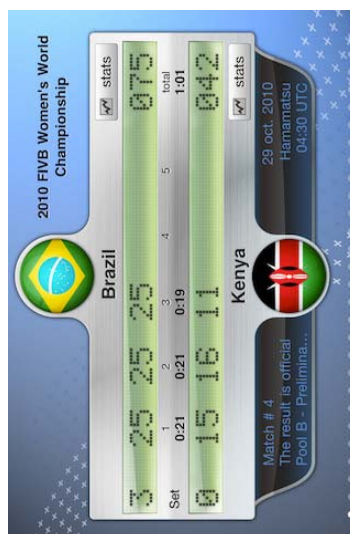 2010 FIVB Women's World
Championship
Brazil
stats
3 25 25 25 075
Set 1 2 3 4 5 total
0:21 0:21 0:19 1:01
0 15 16 11 042
stats
Kenya
Match # 4
The result is official
Pool B - Prelimina...
29 oct. 2010
Hamamatsu
04:30 UTC